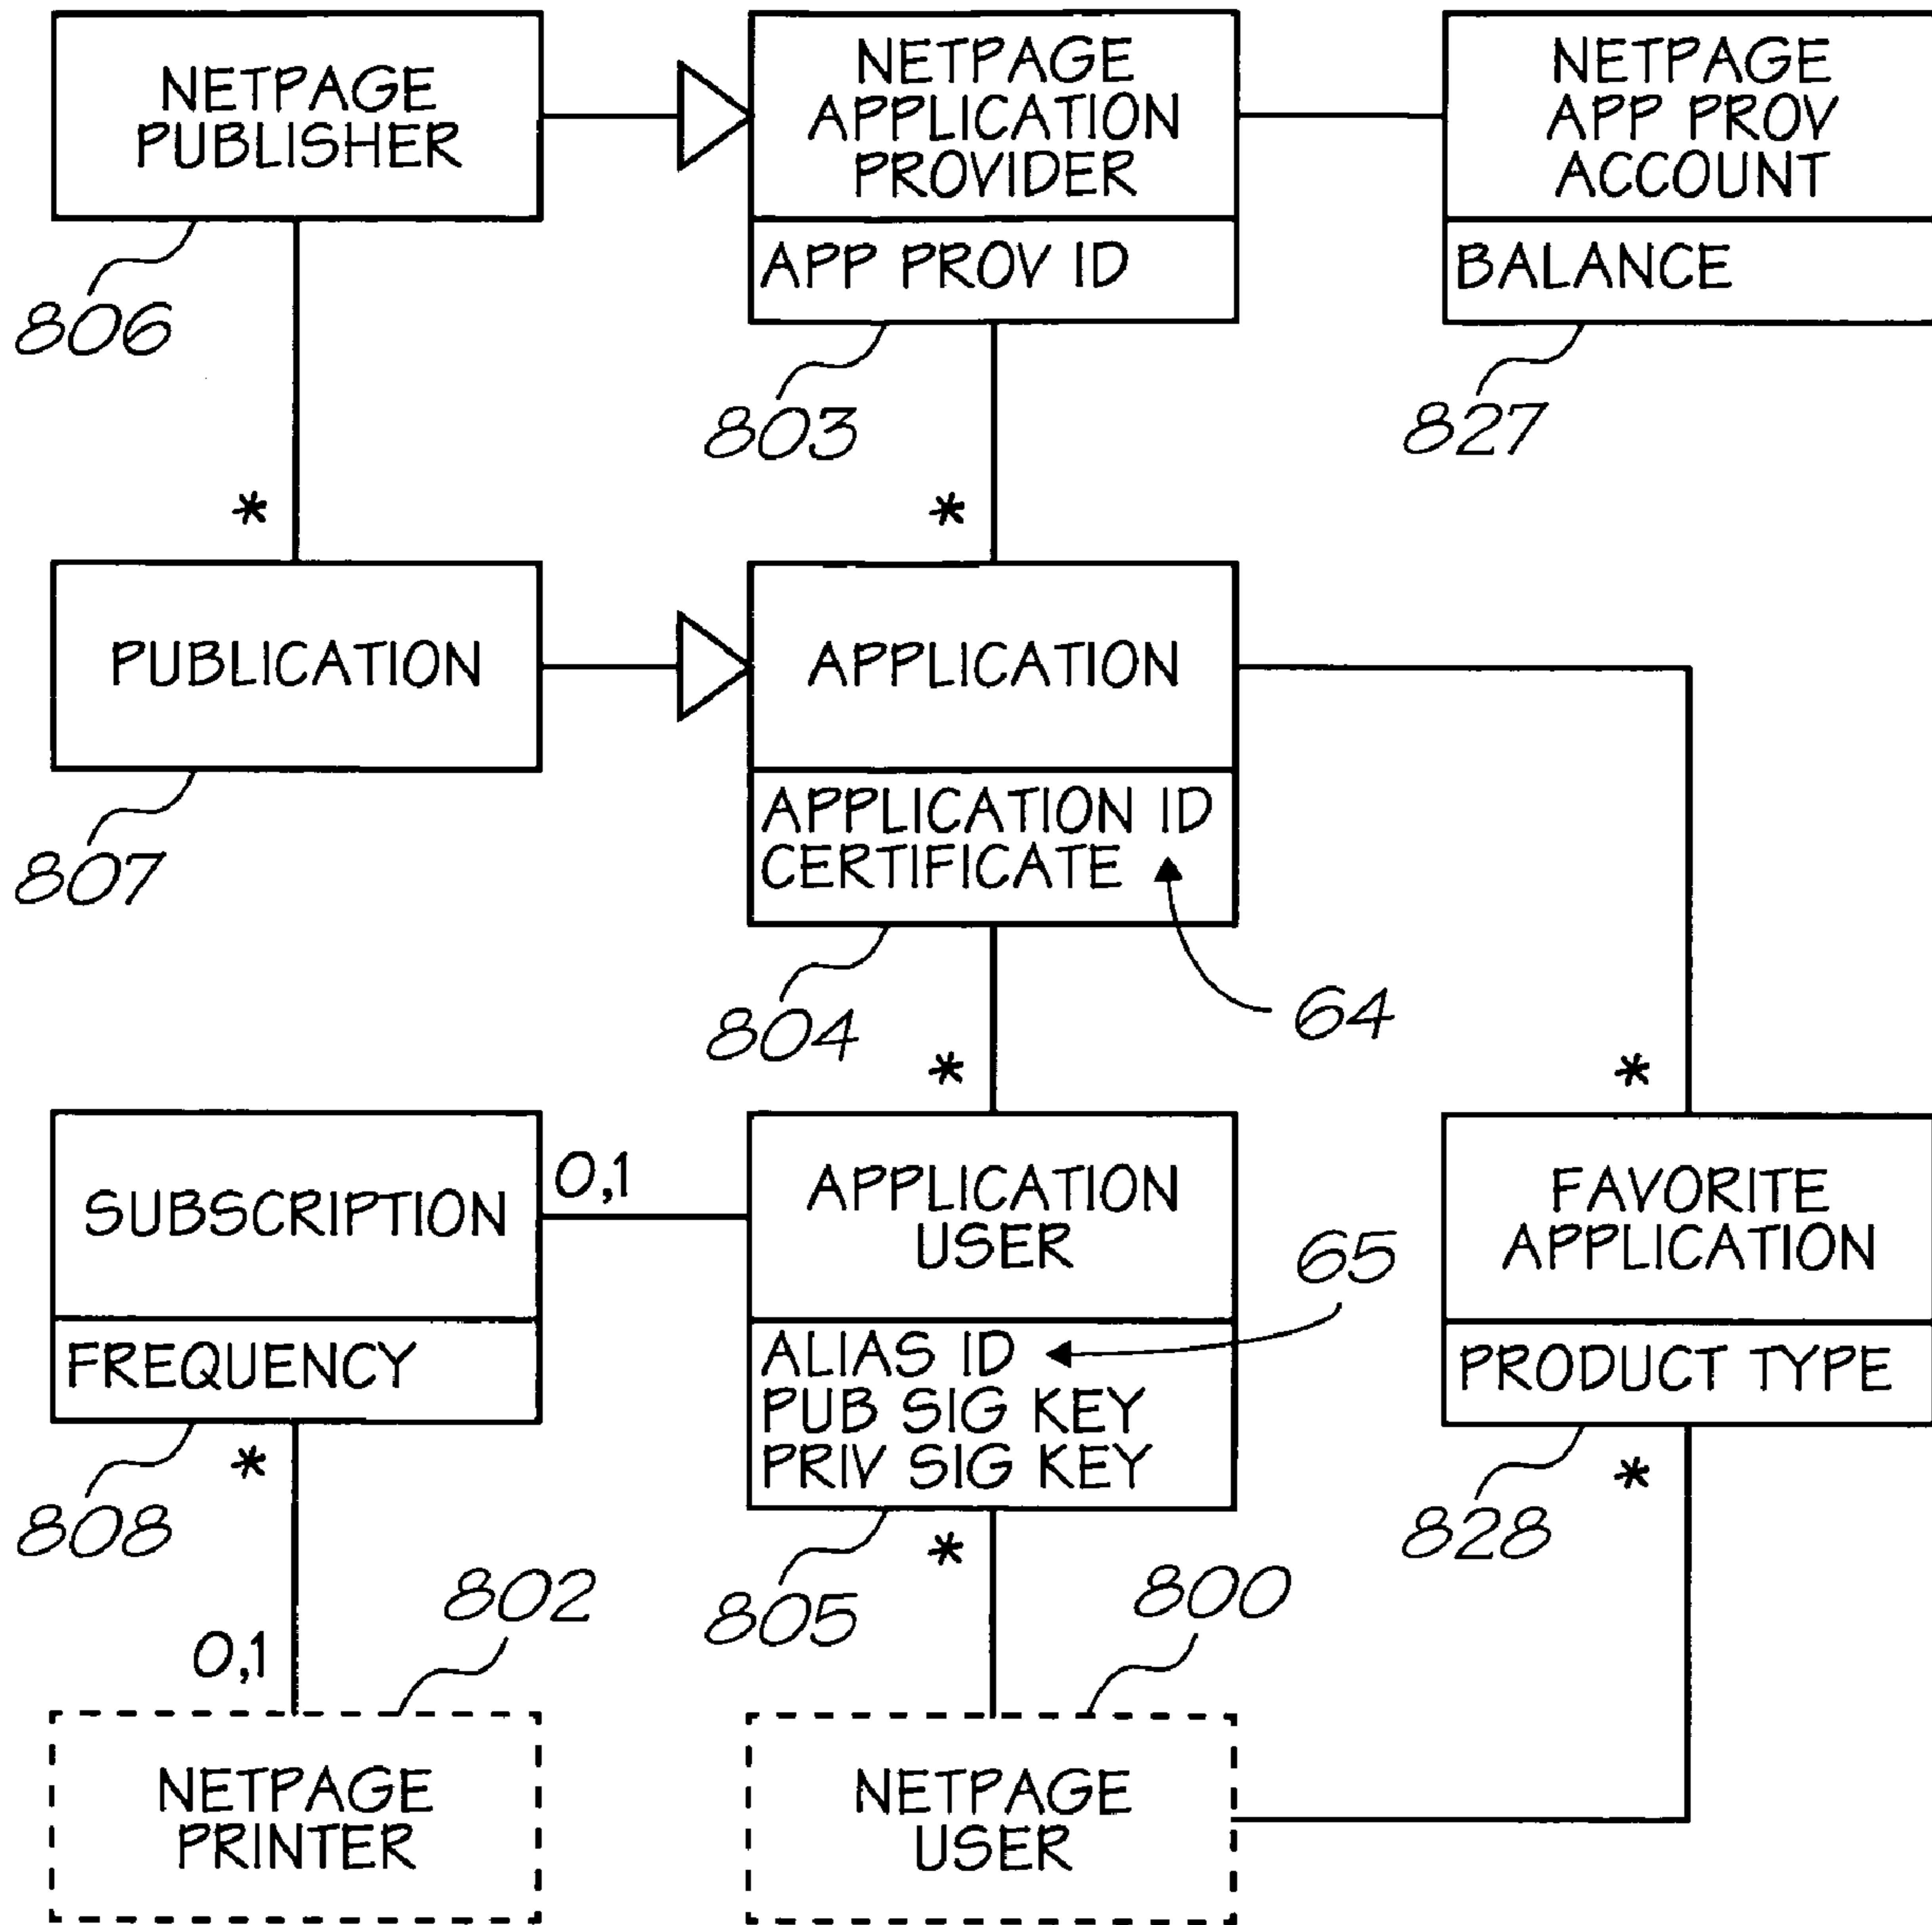 NETPAGE
PUBLISHER
806
NETPAGE
APPLICATION
PROVIDER
APP PROV ID
803
NETPAGE
APP PROV
ACCOUNT
BALANCE
827
*
*
PUBLICATION
807
APPLICATION
APPLICATION ID
CERTIFICATE
804
64
*
*
SUBSCRIPTION
FREQUENCY
808
0,1
APPLICATION
USER
ALIAS ID
PUB SIG KEY
PRIV SIG KEY
805
65
FAVORITE
APPLICATION
PRODUCT TYPE
828
*
*
*
0,1
802
800
NETPAGE
PRINTER
NETPAGE
USER